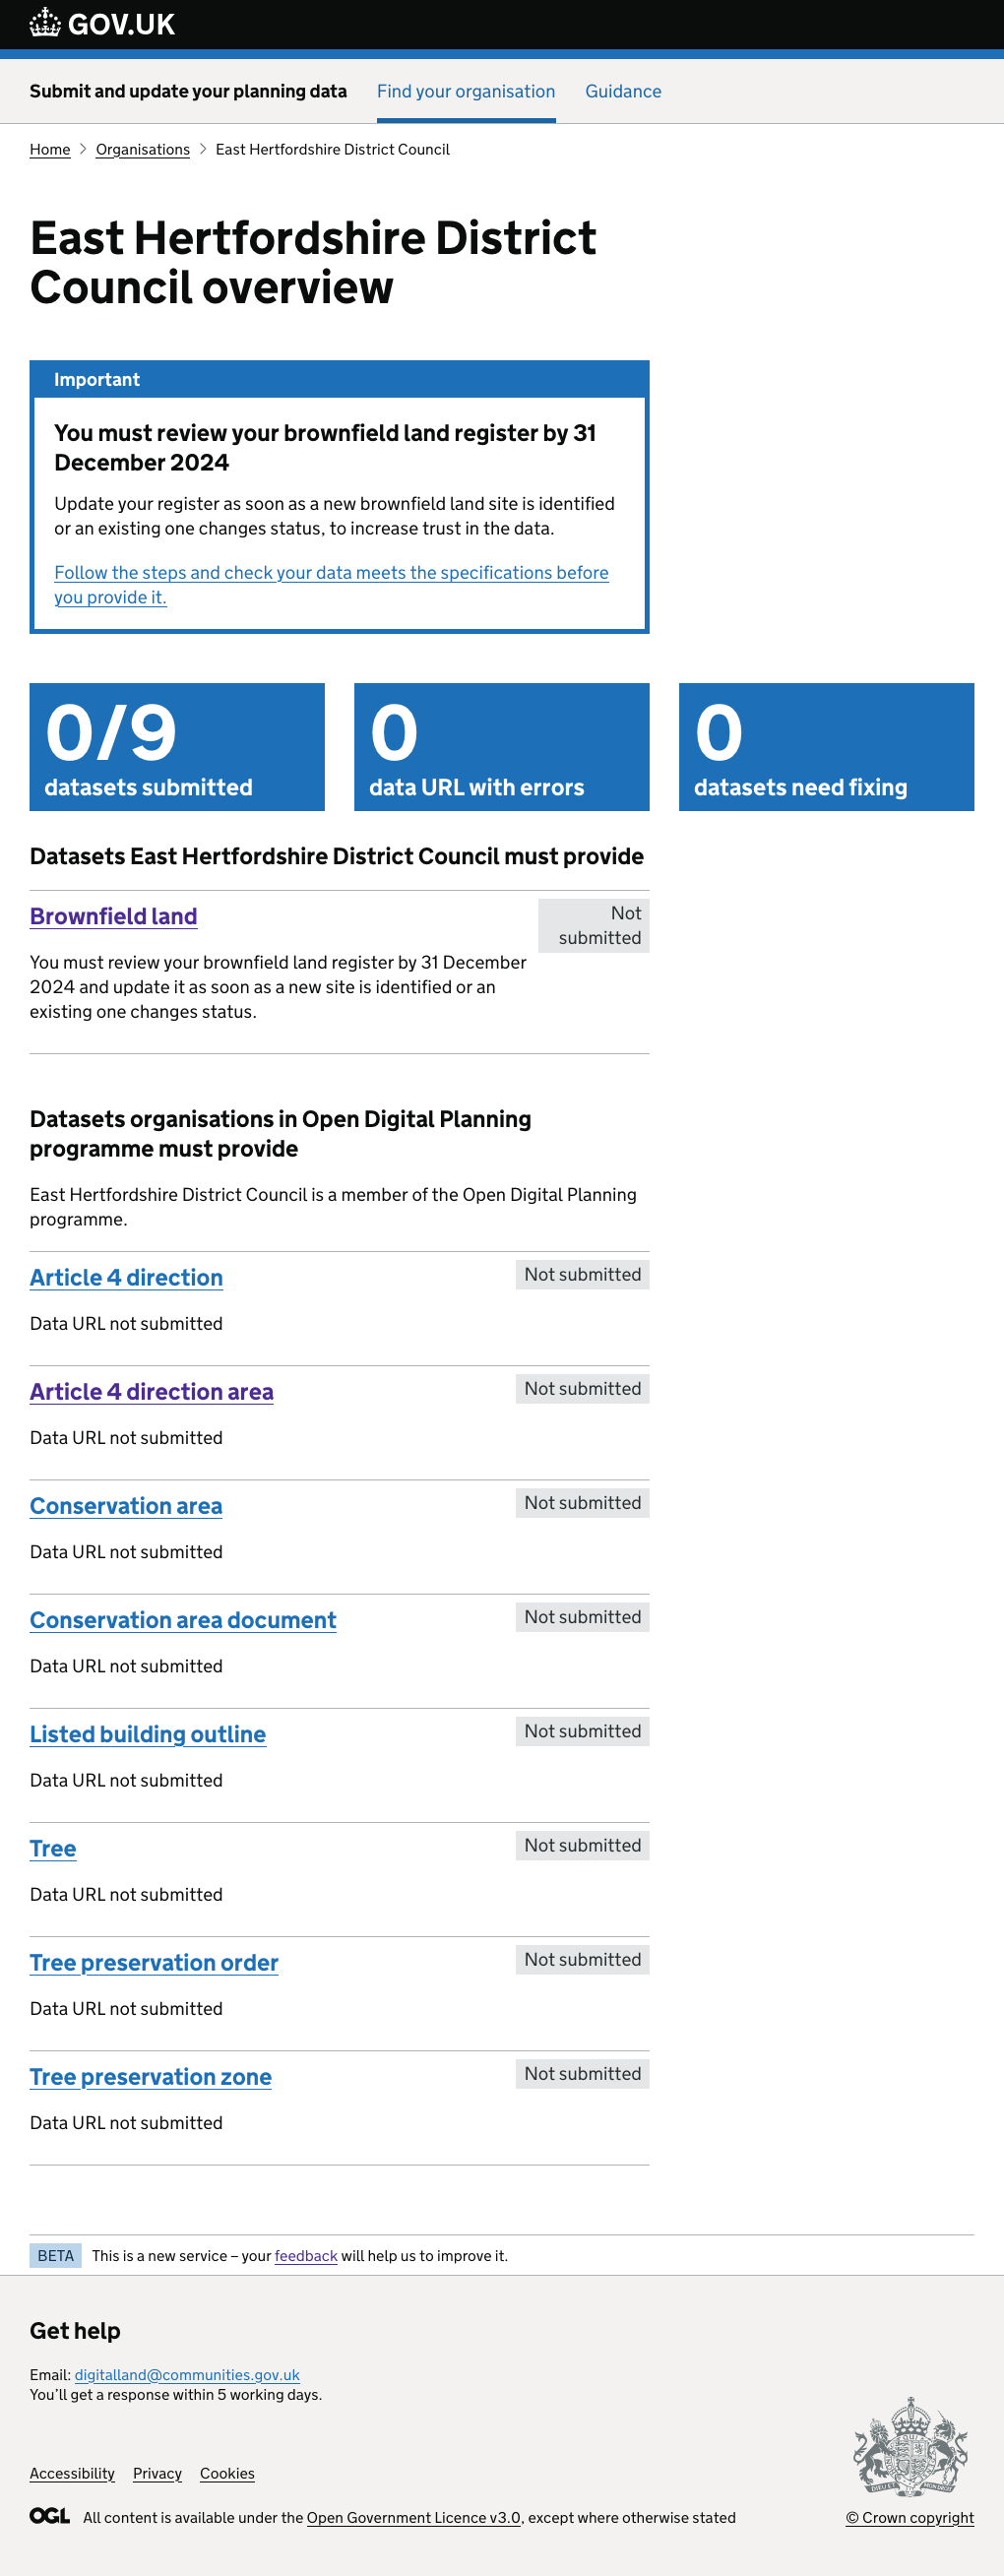 GOV.UK
Submit and update your planning data
Find your organisation
Guidance
Home
Organisations
East Hertfordshire District Council
East Hertfordshire District
Council overview
Important
You must review your brownfield land register by 31
December 2024
Update your register as soon as a new brownfield land site is identified
or an existing one changes status, to increase trust in the data.
Follow the steps and check your data meets the specifications before
you provide it.
0/9
datasets submitted
0
data URL with errors
0
datasets need fixing
Datasets East Hertfordshire District Council must provide
Brownfield land
Not
submitted
You must review your brownfield land register by 31 December
2024 and update it as soon as a new site is identified or an
existing one changes status.
Datasets organisations in Open Digital Planning
programme must provide
East Hertfordshire District Council is a member of the Open Digital Planning
programme.
Article 4 direction
Not submitted
Data URL not submitted
Article 4 direction area
Not submitted
Data URL not submitted
Conservation area
Not submitted
Data URL not submitted
Conservation area document
Not submitted
Data URL not submitted
Listed building outline
Not submitted
Data URL not submitted
Tree
Not submitted
Data URL not submitted
Tree preservation order
Not submitted
Data URL not submitted
Tree preservation zone
Not submitted
Data URL not submitted
BETA
This is a new service – your feedback will help us to improve it.
Get help
Email: digitalland@communities.gov.uk
You’ll get a response within 5 working days.
Accessibility
Privacy
Cookies
OGL
All content is available under the Open Government Licence v3.0, except where otherwise stated
DIEU ET MON DROIT
© Crown copyright